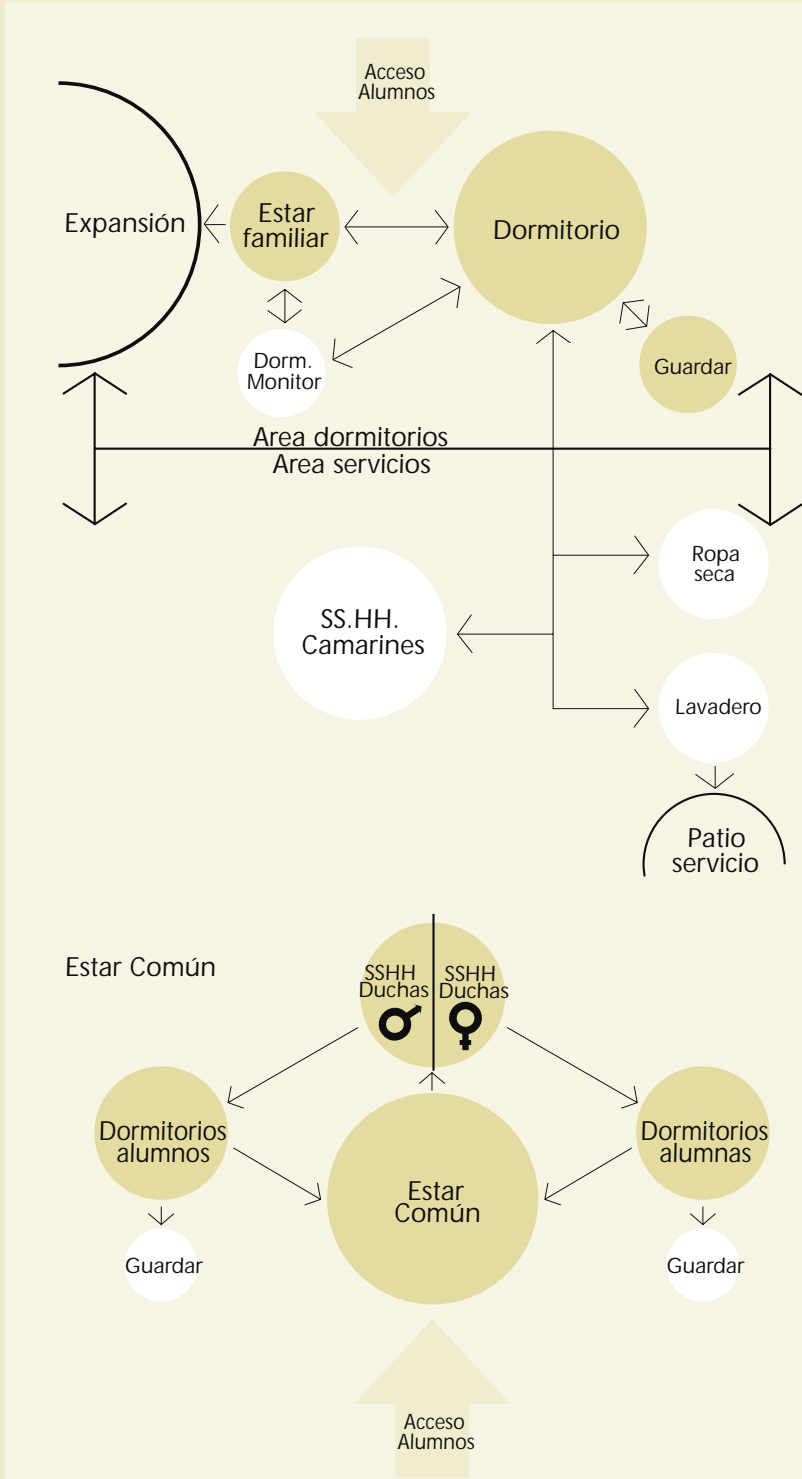 Acceso
Alumnos
Expansión
Estar
familiar
Dormitorio
Dorm.
Monitor
Guardar
Area dormitorios
Area servicios
Ropa
seca
SS.HH.
Camarines
Lavadero
Patio
servicio
Estar Común
SSHH
Duchas
SSHH
Duchas
Dormitorios
alumnos
Dormitorios
alumnas
Estar
Común
Guardar
Guardar
Acceso
Alumnos